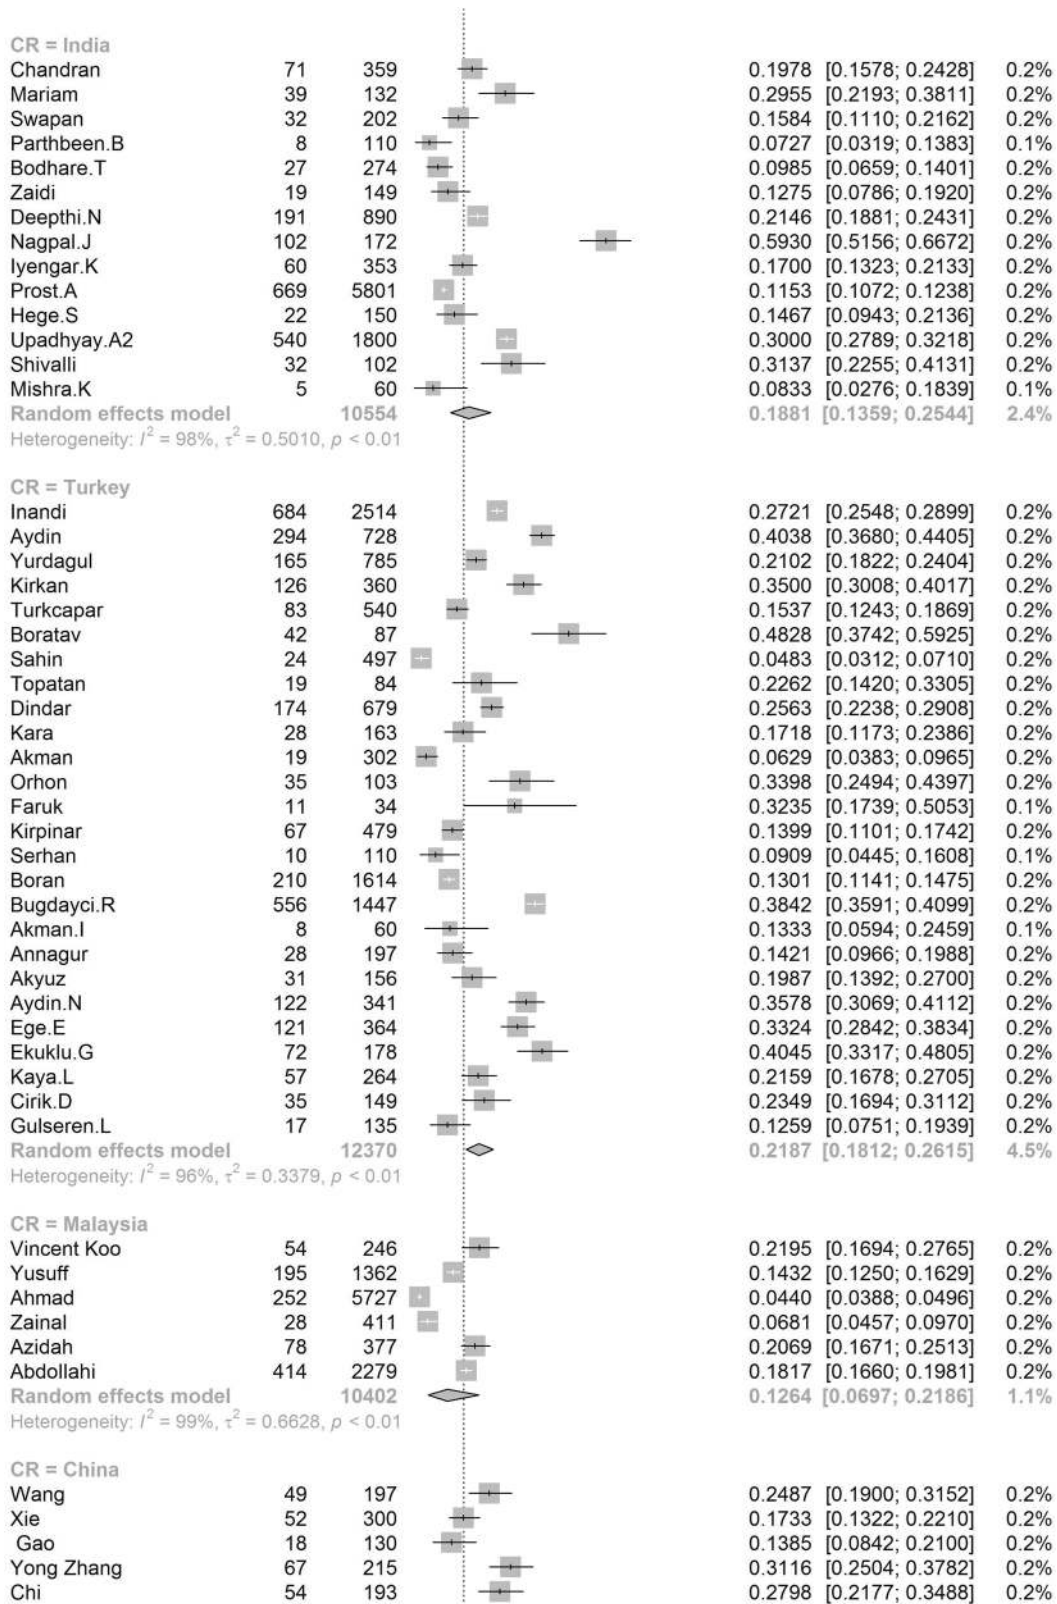 CR = India
Chandran 71 359 0.1978 [0.1578; 0.2428] 0.2%
Mariam 39 132 0.2955 [0.2193; 0.3811] 0.2%
Swapan 32 202 0.1584 [0.1110; 0.2162] 0.2%
Parthbeen.B 8 110 0.0727 [0.0319; 0.1383] 0.1%
Bodhare.T 27 274 0.0985 [0.0659; 0.1401] 0.2%
Zaidi 19 149 0.1275 [0.0786; 0.1920] 0.2%
Deepthi.N 191 890 0.2146 [0.1881; 0.2431] 0.2%
Nagpal.J 102 172 0.5930 [0.5156; 0.6672] 0.2%
Iyengar.K 60 353 0.1700 [0.1323; 0.2133] 0.2%
Prost.A 669 5801 0.1153 [0.1072; 0.1238] 0.2%
Hege.S 22 150 0.1467 [0.0943; 0.2136] 0.2%
Upadhyay.A2 540 1800 0.3000 [0.2789; 0.3218] 0.2%
Shivalli 32 102 0.3137 [0.2255; 0.4131] 0.2%
Mishra.K 5 60 0.0833 [0.0276; 0.1839] 0.1%
Random effects model 10554 0.1881 [0.1359; 0.2544] 2.4%
Heterogeneity: I² = 98%, τ² = 0.5010, p < 0.01
CR = Turkey
Inandi 684 2514 0.2721 [0.2548; 0.2899] 0.2%
Aydin 294 728 0.4038 [0.3680; 0.4405] 0.2%
Yurdagul 165 785 0.2102 [0.1822; 0.2404] 0.2%
Kirkan 126 360 0.3500 [0.3008; 0.4017] 0.2%
Turkcapar 83 540 0.1537 [0.1243; 0.1869] 0.2%
Boratav 42 87 0.4828 [0.3742; 0.5925] 0.2%
Sahin 24 497 0.0483 [0.0312; 0.0710] 0.2%
Topatan 19 84 0.2262 [0.1420; 0.3305] 0.2%
Dindar 174 679 0.2563 [0.2238; 0.2908] 0.2%
Kara 28 163 0.1718 [0.1173; 0.2386] 0.2%
Akman 19 302 0.0629 [0.0383; 0.0965] 0.2%
Orhon 35 103 0.3398 [0.2494; 0.4397] 0.2%
Faruk 11 34 0.3235 [0.1739; 0.5053] 0.1%
Kirpinar 67 479 0.1399 [0.1101; 0.1742] 0.2%
Serhan 10 110 0.0909 [0.0445; 0.1608] 0.1%
Boran 210 1614 0.1301 [0.1141; 0.1475] 0.2%
Bugdayci.R 556 1447 0.3842 [0.3591; 0.4099] 0.2%
Akman.I 8 60 0.1333 [0.0594; 0.2459] 0.1%
Annagur 28 197 0.1421 [0.0966; 0.1988] 0.2%
Akyuz 31 156 0.1987 [0.1392; 0.2700] 0.2%
Aydin.N 122 341 0.3578 [0.3069; 0.4112] 0.2%
Ege.E 121 364 0.3324 [0.2842; 0.3834] 0.2%
Ekuklu.G 72 178 0.4045 [0.3317; 0.4805] 0.2%
Kaya.L 57 264 0.2159 [0.1678; 0.2705] 0.2%
Cirik.D 35 149 0.2349 [0.1694; 0.3112] 0.2%
Gulseren.L 17 135 0.1259 [0.0751; 0.1939] 0.2%
Random effects model 12370 0.2187 [0.1812; 0.2615] 4.5%
Heterogeneity: I² = 96%, τ² = 0.3379, p < 0.01
CR = Malaysia
Vincent Koo 54 246 0.2195 [0.1694; 0.2765] 0.2%
Yusuff 195 1362 0.1432 [0.1250; 0.1629] 0.2%
Ahmad 252 5727 0.0440 [0.0388; 0.0496] 0.2%
Zainal 28 411 0.0681 [0.0457; 0.0970] 0.2%
Azidah 78 377 0.2069 [0.1671; 0.2513] 0.2%
Abdollahi 414 2279 0.1817 [0.1660; 0.1981] 0.2%
Random effects model 10402 0.1264 [0.0697; 0.2186] 1.1%
Heterogeneity: I² = 99%, τ² = 0.6628, p < 0.01
CR = China
Wang 49 197 0.2487 [0.1900; 0.3152] 0.2%
Xie 52 300 0.1733 [0.1322; 0.2210] 0.2%
Gao 18 130 0.1385 [0.0842; 0.2100] 0.2%
Yong Zhang 67 215 0.3116 [0.2504; 0.3782] 0.2%
Chi 54 193 0.2798 [0.2177; 0.3488] 0.2%